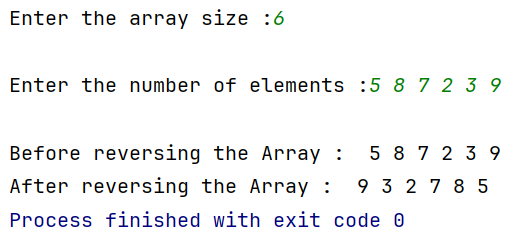 Enter the array size :6
Enter the number of elements :5 8 7 2 3 9
Before reversing the Array :  5 8 7 2 3 9
After reversing the Array :  9 3 2 7 8 5
Process finished with exit code 0